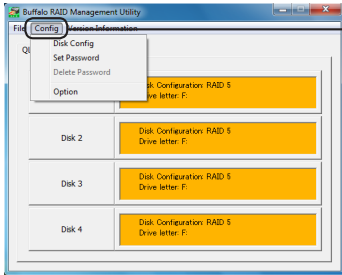 Buffalo RAID Management Utility
File Config Version Information
Disk Config
Set Password
Delete Password
Option
Disk Configuration: RAID 5
Drive letter: F:
Disk 2
Disk Configuration: RAID 5
Drive letter: F:
Disk 3
Disk Configuration: RAID 5
Drive letter: F:
Disk 4
Disk Configuration: RAID 5
Drive letter: F: